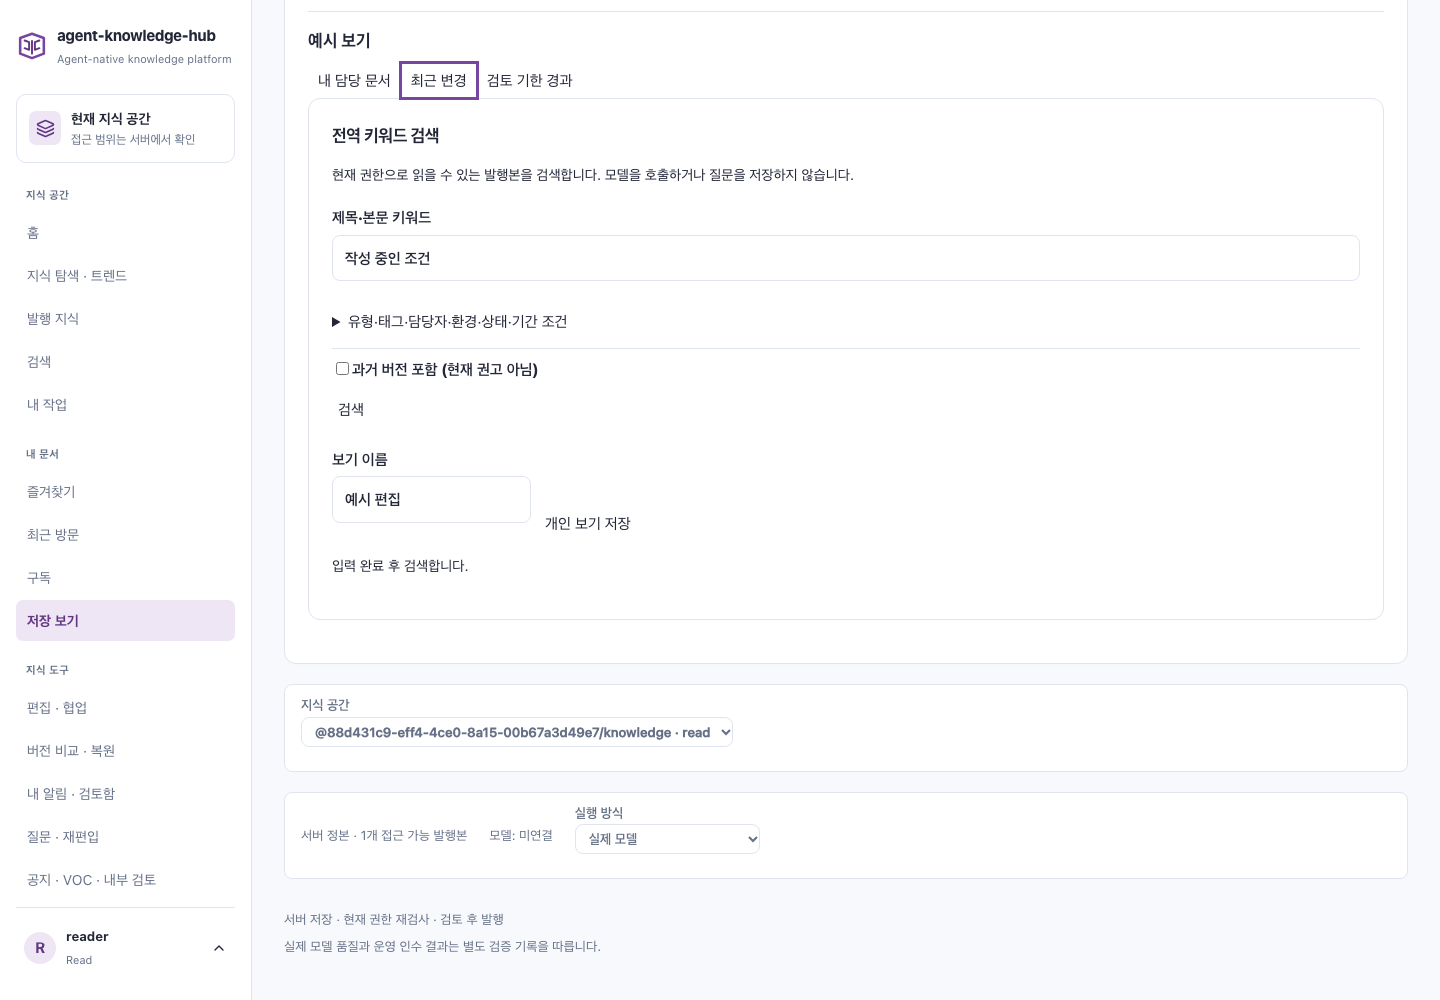 agent-knowledge-hub
Agent-native knowledge platform
현재 지식 공간
접근 범위는 서버에서 확인
지식 공간
홈
지식 탐색 · 트렌드
발행 지식
검색
내 작업
내 문서
즐겨찾기
최근 방문
구독
저장 보기
지식 도구
편집 · 협업
버전 비교 · 복원
내 알림 · 검토함
질문 · 재편입
공지 · VOC · 내부 검토
R
reader
Read
예시 보기
내 담당 문서 최근 변경 검토 기한 경과
전역 키워드 검색
현재 권한으로 읽을 수 있는 발행본을 검색합니다. 모델을 호출하거나 질문을 저장하지 않습니다.
제목·본문 키워드
작성 중인 조건
유형·태그·담당자·환경·상태·기간 조건
과거 버전 포함 (현재 권고 아님)
검색
보기 이름
예시 편집
개인 보기 저장
입력 완료 후 검색합니다.
지식 공간
@88d431c9-eff4-4ce0-8a15-00b67a3d49e7/knowledge · read
실행 방식
서버 정본 · 1개 접근 가능 발행본 모델: 미연결 실제 모델
서버 저장 · 현재 권한 재검사 · 검토 후 발행
실제 모델 품질과 운영 인수 결과는 별도 검증 기록을 따릅니다.